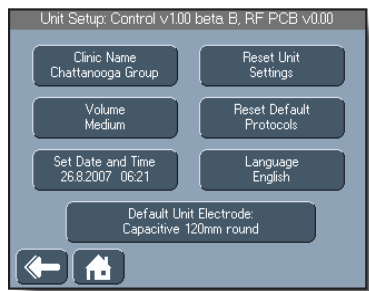 Unit Setup: Control v1.00 beta B, RF PCB v0.00
Clinic Name
Chattanooga Group
Reset Unit
Settings
Volume
Medium
Reset Default
Protocols
Set Date and Time
26.8.2007 06:21
Language
English
Default Unit Electrode:
Capacitive 120mm round